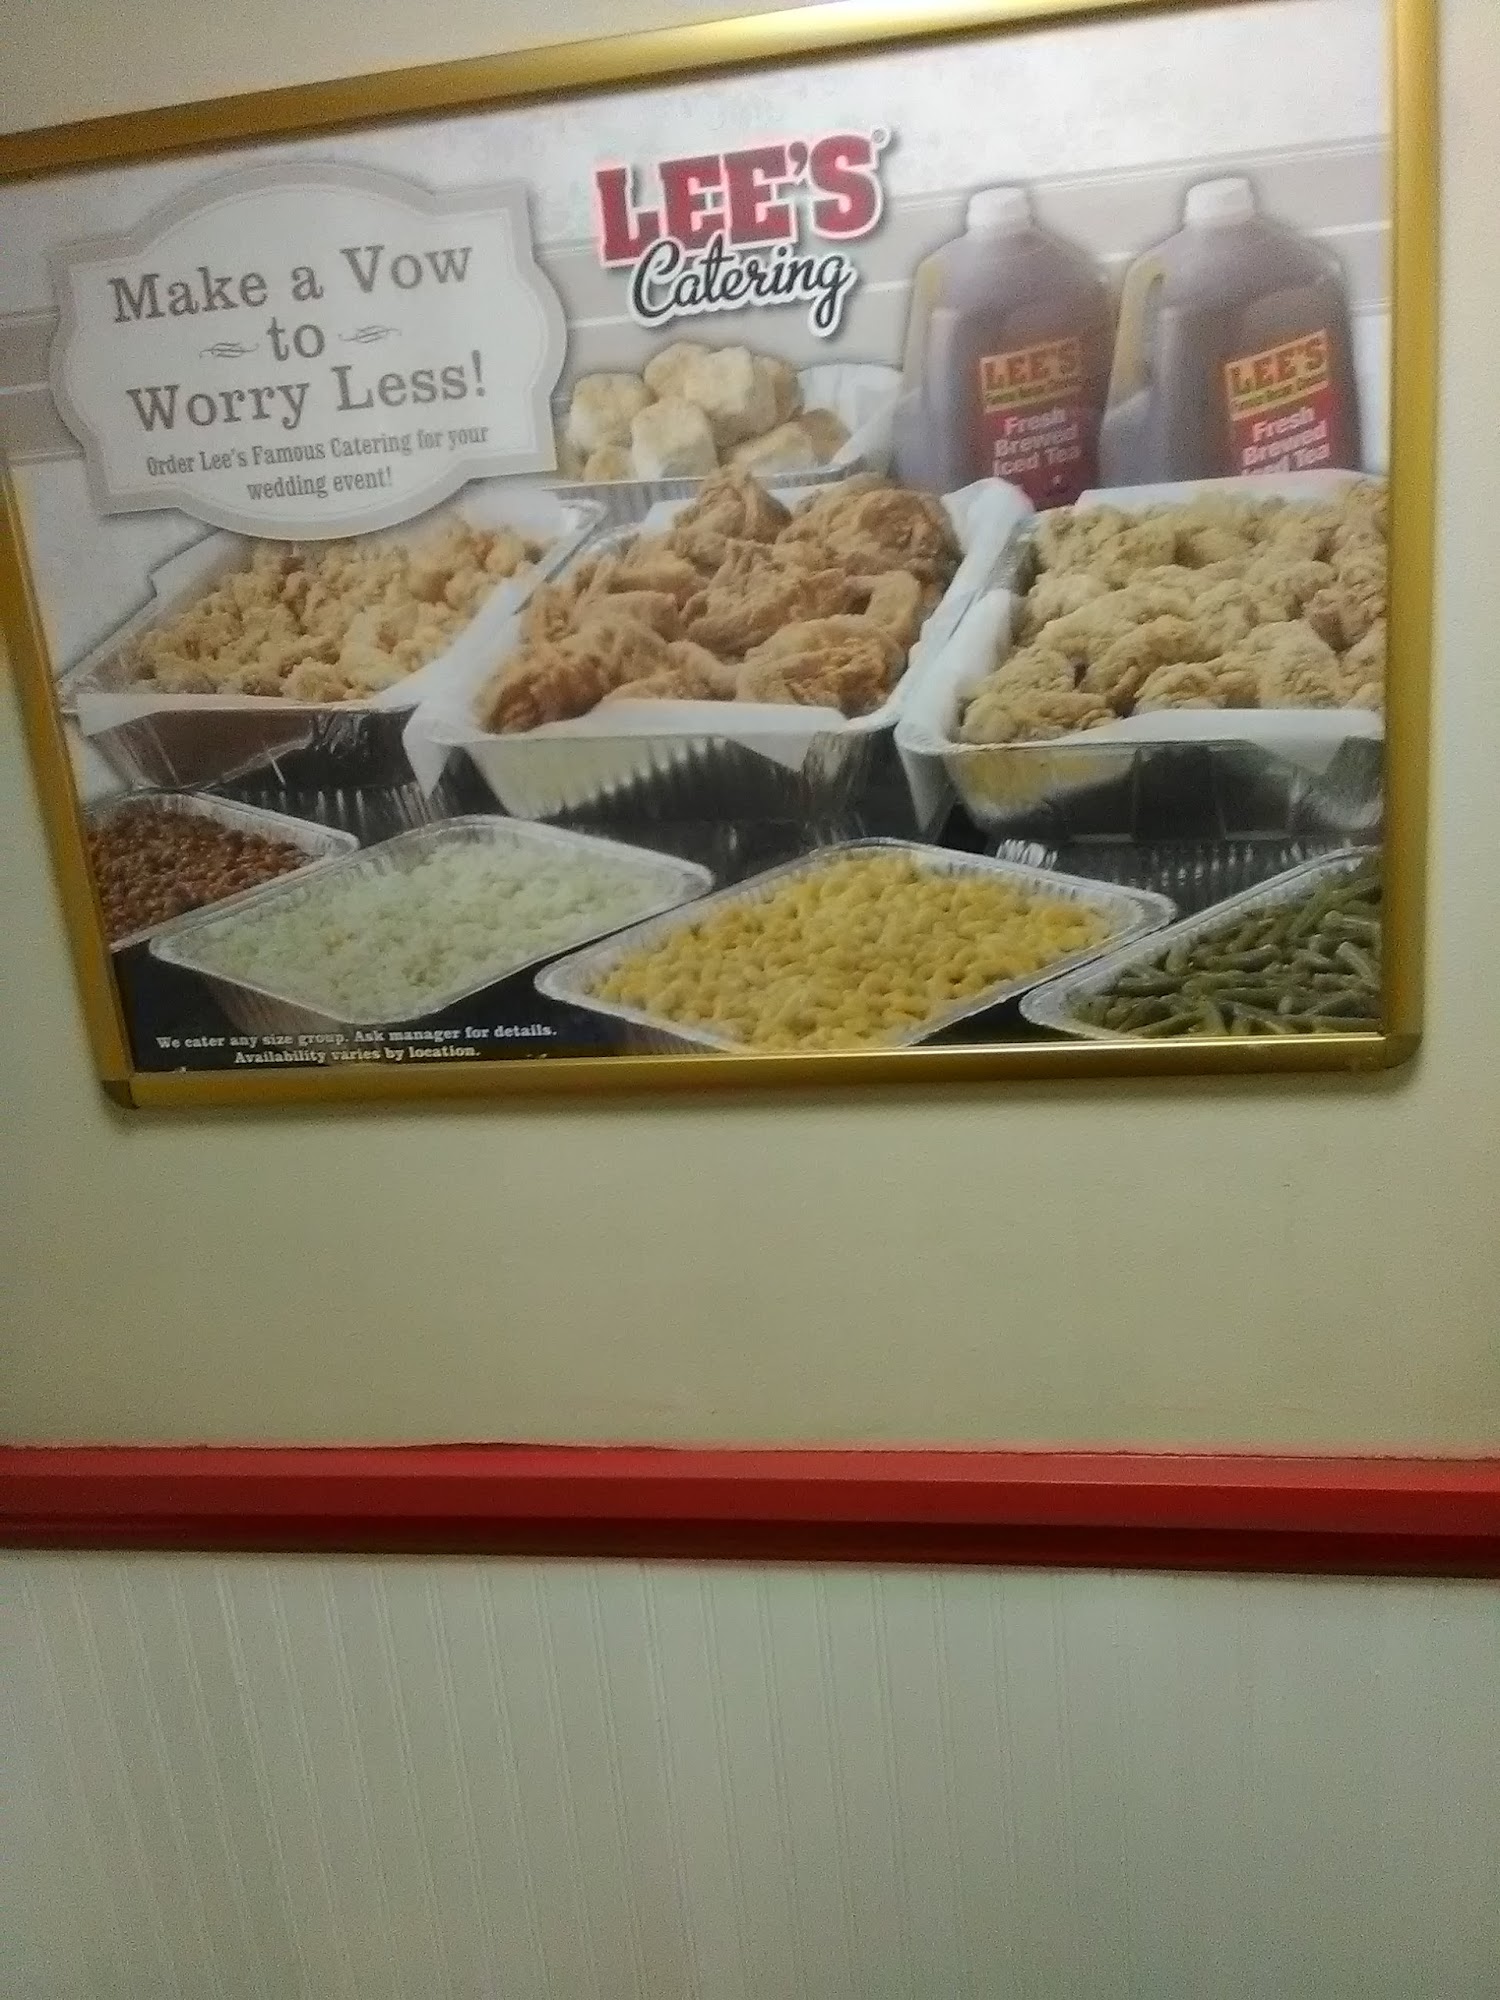 LEE'S®
Catering
Make a Vow
to
Worry Less!
Order Lee's Famous Catering for your
wedding event!
LEE'S
Fresh
Brewed
Iced Tea
LEE'S
Fresh
Brewed
Iced Tea
We cater any size group. Ask manager for details.
Availability varies by location.